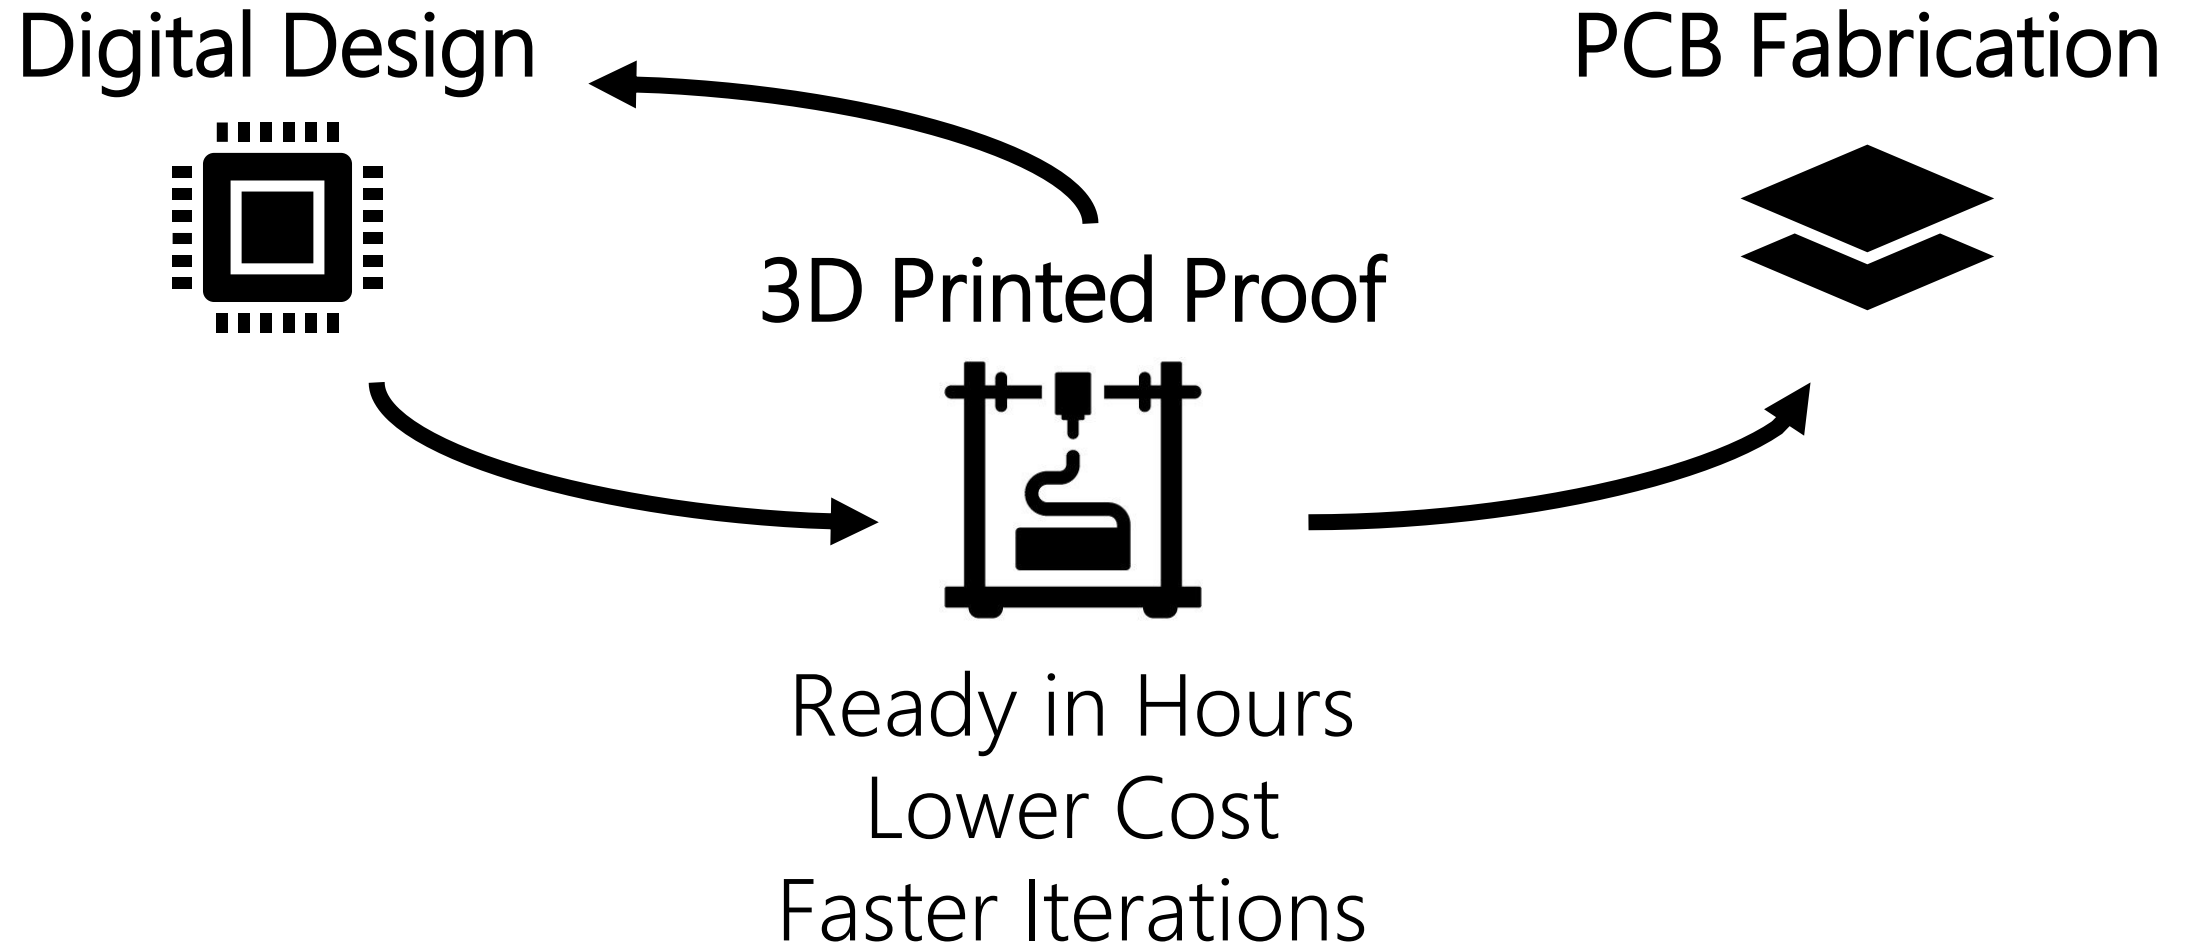 Digital Design
PCB Fabrication
3D Printed Proof
Ready in Hours
Lower Cost
Faster Iterations